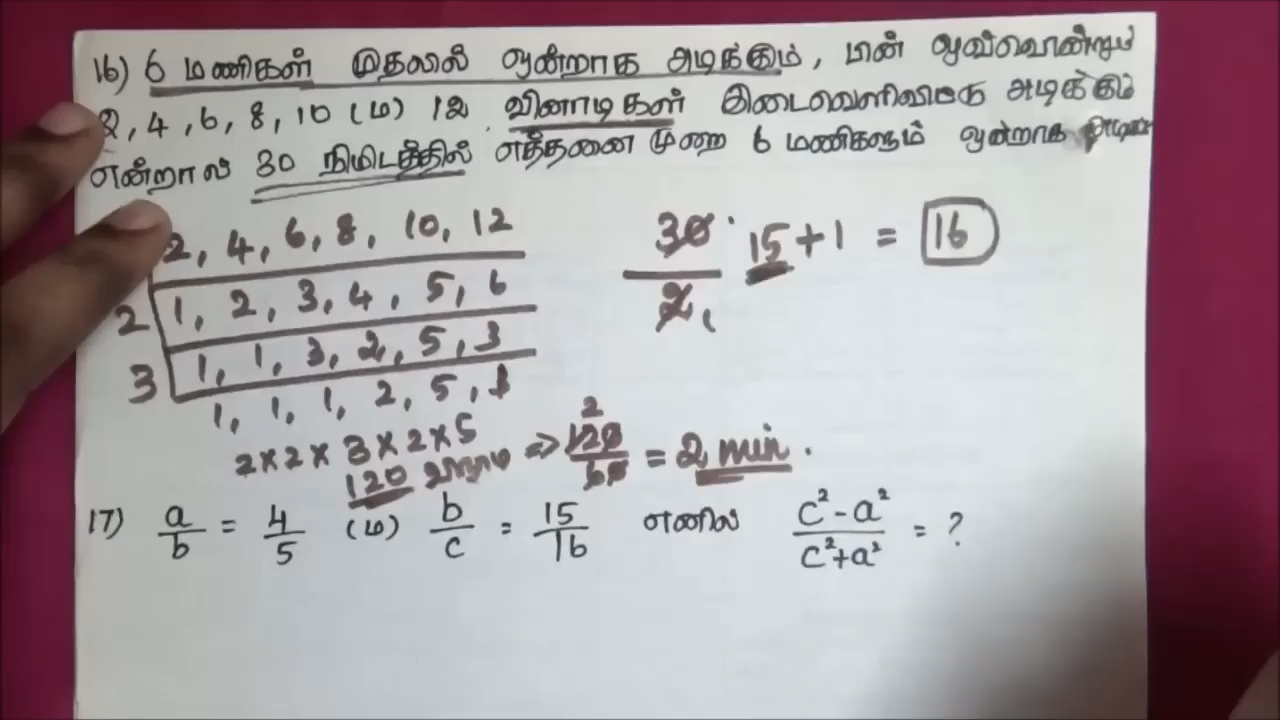 16) 6 மணிகள் முதலில் ஒன்றாக அடிக்கும், பின் ஒவ்வொன்றும்
2, 4, 6, 8, 10 (ம) 12 வினாடிகள் இடைவெளிவிட்டு அடிக்கும்
என்றால் 30 நிமிடத்தில் எத்தனை முறை 6 மணிகளும் ஒன்றாக
2, 4, 6, 8, 10, 12
2 1, 2, 3, 4, 5, 6
3 1, 1, 3, 2, 5, 3
1, 1, 1, 2, 5, 1
30/2 15+1 = 16
2×2×3×2×5
120 => 120/60 2 = 2 min.
17) a/b = 4/5 (ம) b/c = 15/16 எனில் c²-a²/c²+a² = ?